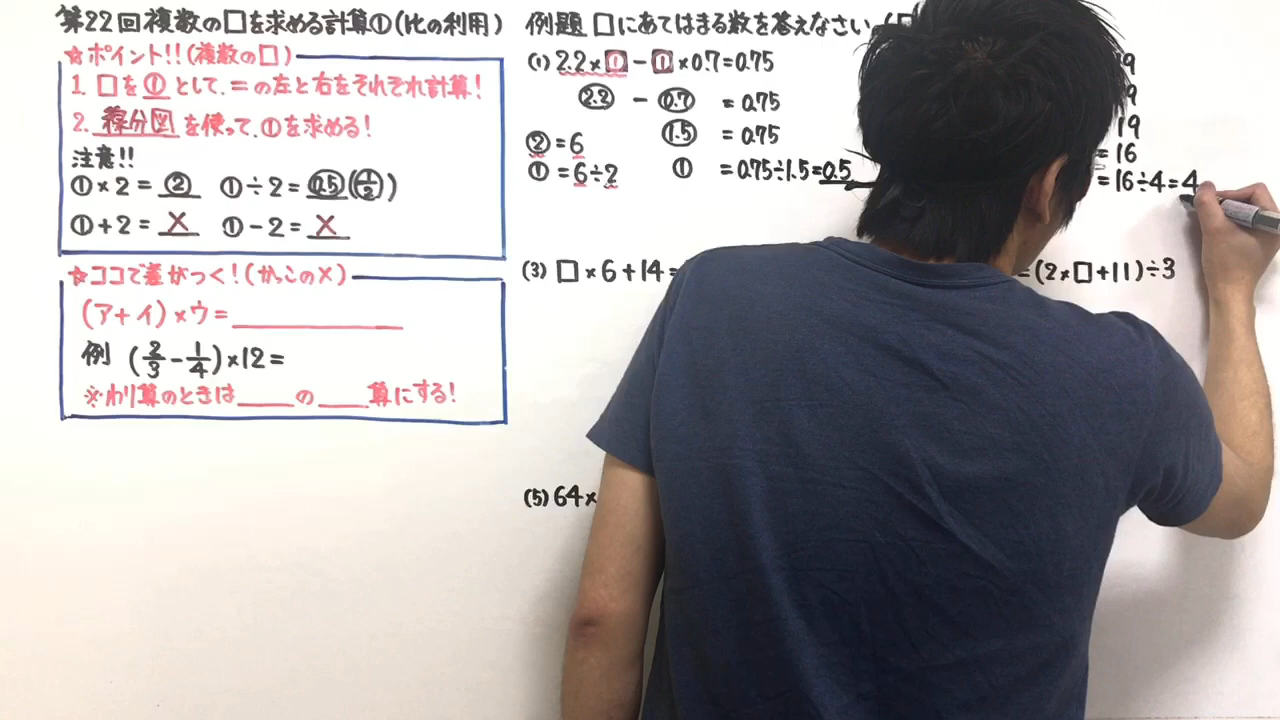 第22回 複数の□を求める計算①(比の利用)
☆ポイント!!(複数の□)
1. □を①として、=の左と右をそれぞれ計算!
2. 線分図を使って、①を求める!
注意!!
①×2=② ①÷2=0.5(1/2)
①+2=× ①-2=×
☆ココで差がつく!(かっこの×)
(ア+イ)×ウ=
例 (2/3-1/4)×12=
※わり算のときは____の____算にする!
例題 □にあてはまる数を答えなさい。
(1) 2.2×①-①×0.7=0.75
2.2 - 0.7 = 0.75
1.5 = 0.75
② = 6
① = 6÷2
① = 0.75÷1.5=0.5
19
= 16
= 16÷4=4
(3) □×6+14=
=(2×□+11)÷3
(5) 64×